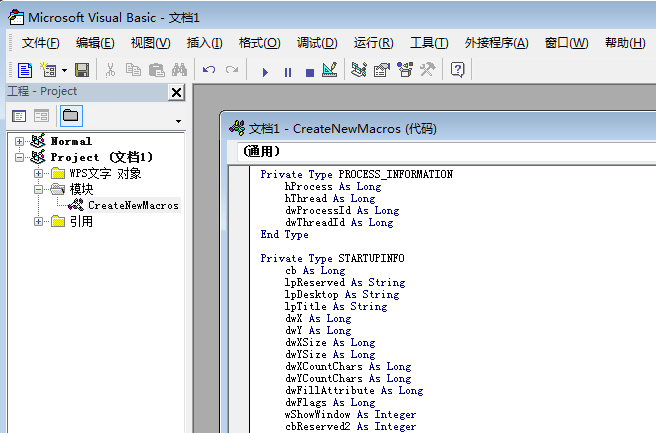 Microsoft Visual Basic - 文档1
文件(F) 编辑(E) 视图(V) 插入(I) 格式(O) 调试(D) 运行(R) 工具(T) 外接程序(A) 窗口(W) 帮助(H)
工程 - Project
Normal
Project (文档1)
WPS文字 对象
模块
CreateNewMacros
引用
文档1 - CreateNewMacros (代码)
(通用)
Private Type PROCESS_INFORMATION
hProcess As Long
hThread As Long
dwProcessId As Long
dwThreadId As Long
End Type
Private Type STARTUPINFO
cb As Long
lpReserved As String
lpDesktop As String
lpTitle As String
dwX As Long
dwY As Long
dwXSize As Long
dwYSize As Long
dwXCountChars As Long
dwYCountChars As Long
dwFillAttribute As Long
dwFlags As Long
wShowWindow As Integer
cbReserved2 As Integer